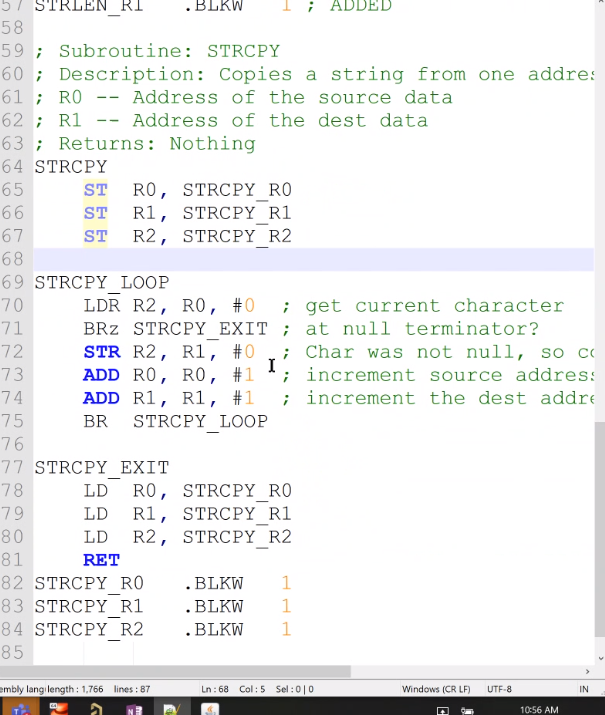 57 STRLEN_R1 .BLKW 1 ; ADDED
58
59 ; Subroutine: STRCPY
60 ; Description: Copies a string from one addres
61 ; R0 -- Address of the source data
62 ; R1 -- Address of the dest data
63 ; Returns: Nothing
64 STRCPY
65 ST R0, STRCPY_R0
66 ST R1, STRCPY_R1
67 ST R2, STRCPY_R2
68
69 STRCPY_LOOP
70 LDR R2, R0, #0 ; get current character
71 BRz STRCPY_EXIT ; at null terminator?
72 STR R2, R1, #0 ; Char was not null, so co
73 ADD R0, R0, #1 ; increment source address
74 ADD R1, R1, #1 ; increment the dest addre
75 BR STRCPY_LOOP
76
77 STRCPY_EXIT
78 LD R0, STRCPY_R0
79 LD R1, STRCPY_R1
80 LD R2, STRCPY_R2
81 RET
82 STRCPY_R0 .BLKW 1
83 STRCPY_R1 .BLKW 1
84 STRCPY_R2 .BLKW 1
85
embly lang length : 1,766 lines : 87 Ln : 68 Col : 5 Sel : 0 | 0 Windows (CR LF) UTF-8 IN
10:56 AM